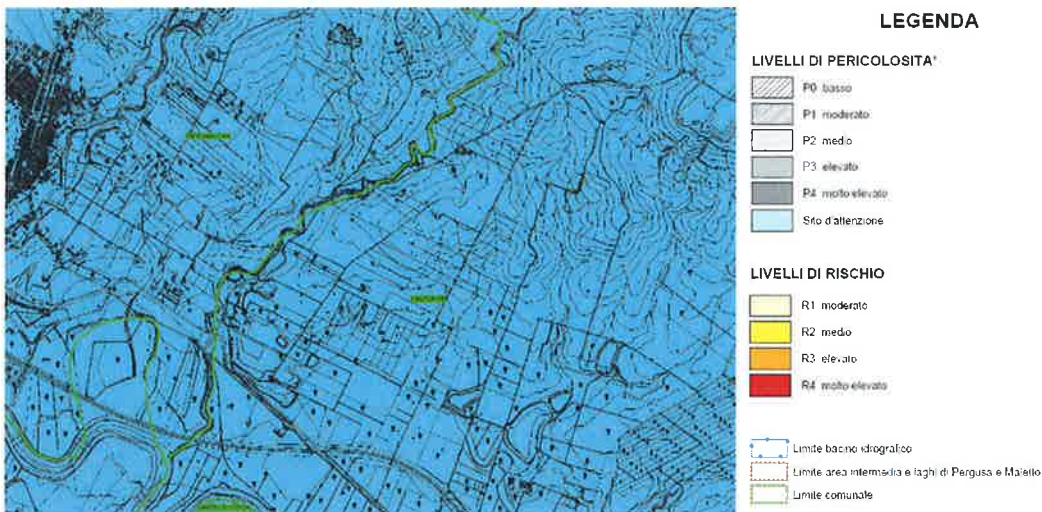 LEGENDA
LIVELLI DI PERICOLOSITA'
P0 basso
P1 moderato
P2 medio
P3 elevato
P4 molto elevato
Sito d'attenzione
LIVELLI DI RISCHIO
R1 moderato
R2 medio
R3 elevato
R4 molto elevato
Limite bacino idrografico
Limite area intermedia e laghi di Pergusa e Maletto
Limite comunale